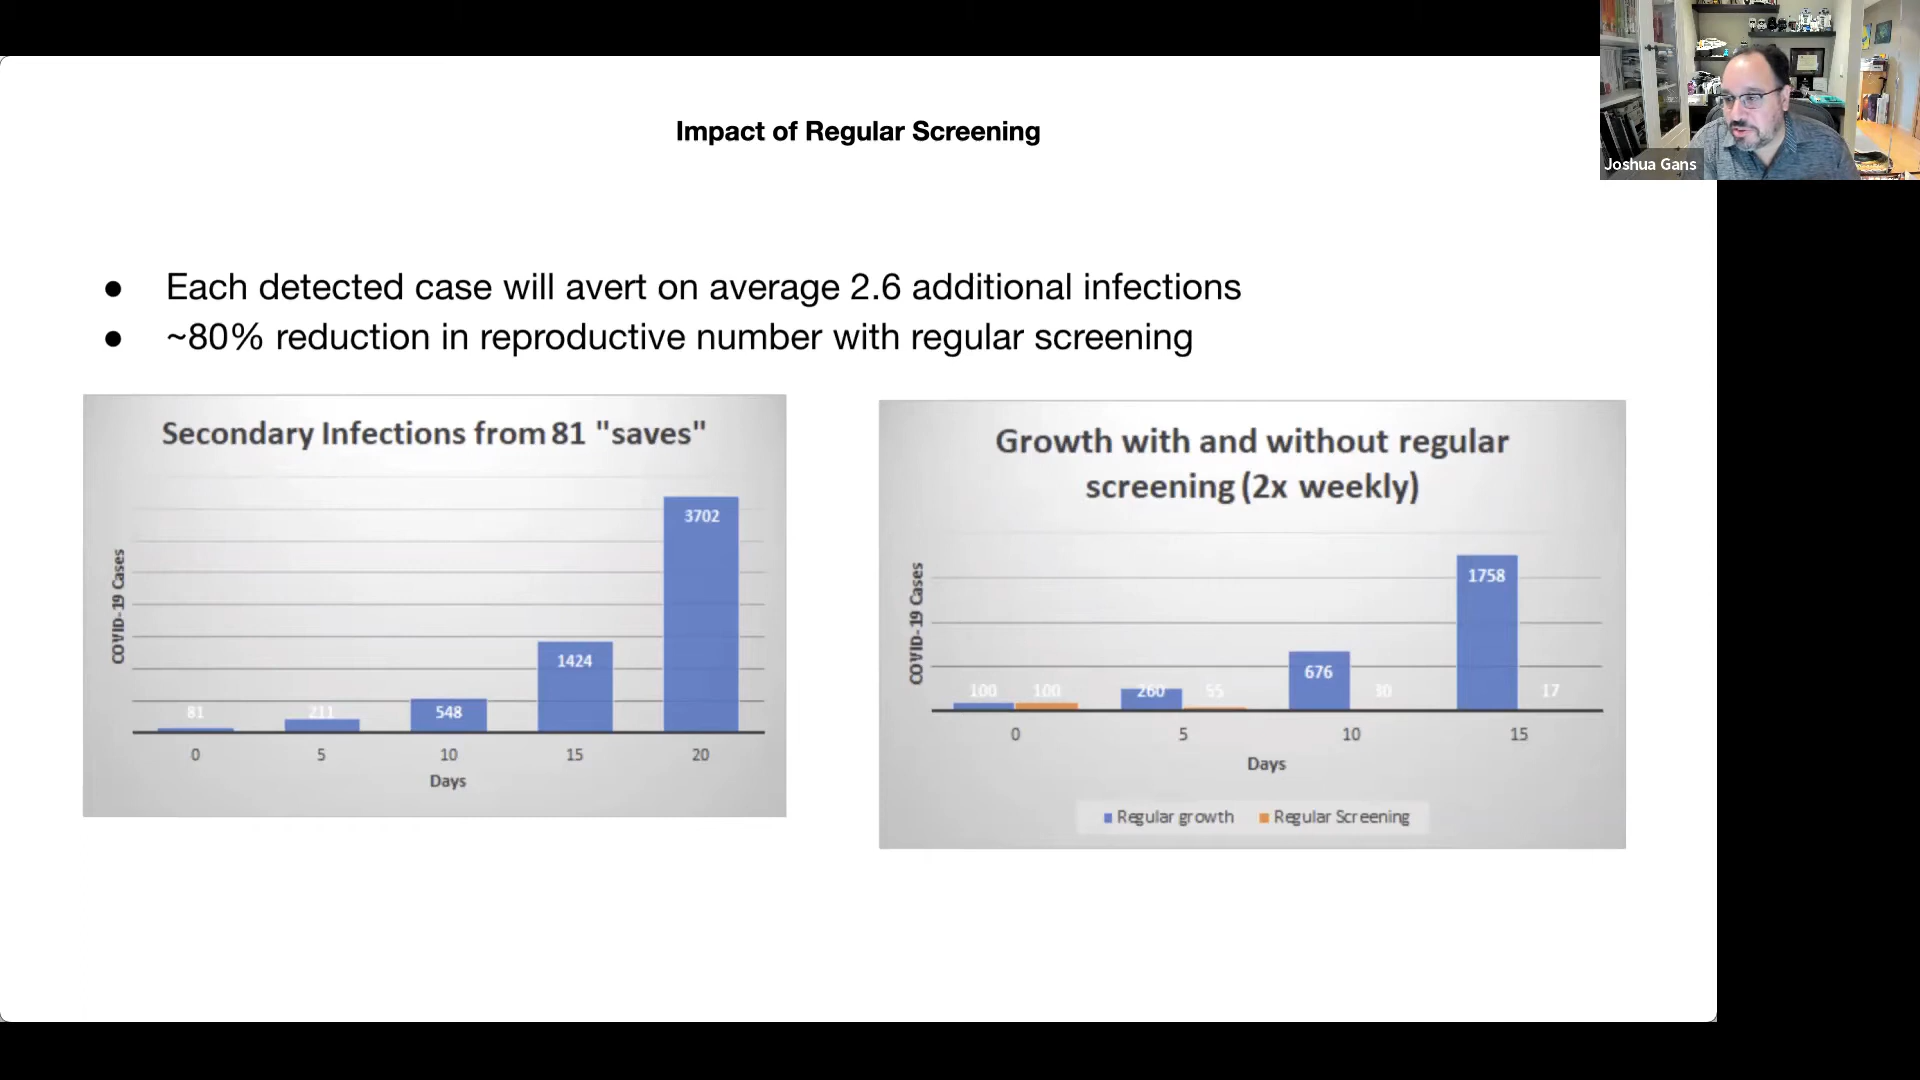 Joshua Gans
Impact of Regular Screening
● Each detected case will avert on average 2.6 additional infections
● ~80% reduction in reproductive number with regular screening
Secondary Infections from 81 "saves"
COVID-19 Cases
81
211
548
1424
3702
0 5 10 15 20
Days
Growth with and without regular
screening (2x weekly)
COVID-19 Cases
100 100 260 55 676 30 1758 17
0 5 10 15
Days
Regular growth Regular Screening